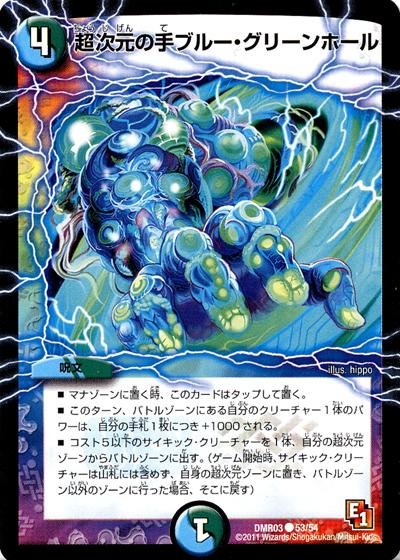 4
ちょうじげん て
超次元の手ブルー・グリーンホール
呪文
illus. hippo
■ マナゾーンに置く時、このカードはタップして置く。
■ このターン、バトルゾーンにある自分のクリーチャー1体のパ
ワーは、自分の手札1枚につき+1000される。
■ コスト5以下のサイキック・クリーチャーを1体、自分の超次元
ゾーンからバトルゾーンに出す。(ゲーム開始時、サイキック・クリー
チャーは山札には含めず、自身の超次元ゾーンに置き、バトルゾー
ン以外のゾーンに行った場合、そこに戻す)
1
DMR03 53/54
©2011 Wizards/Shogakukan/Mitsui-Kids
E1